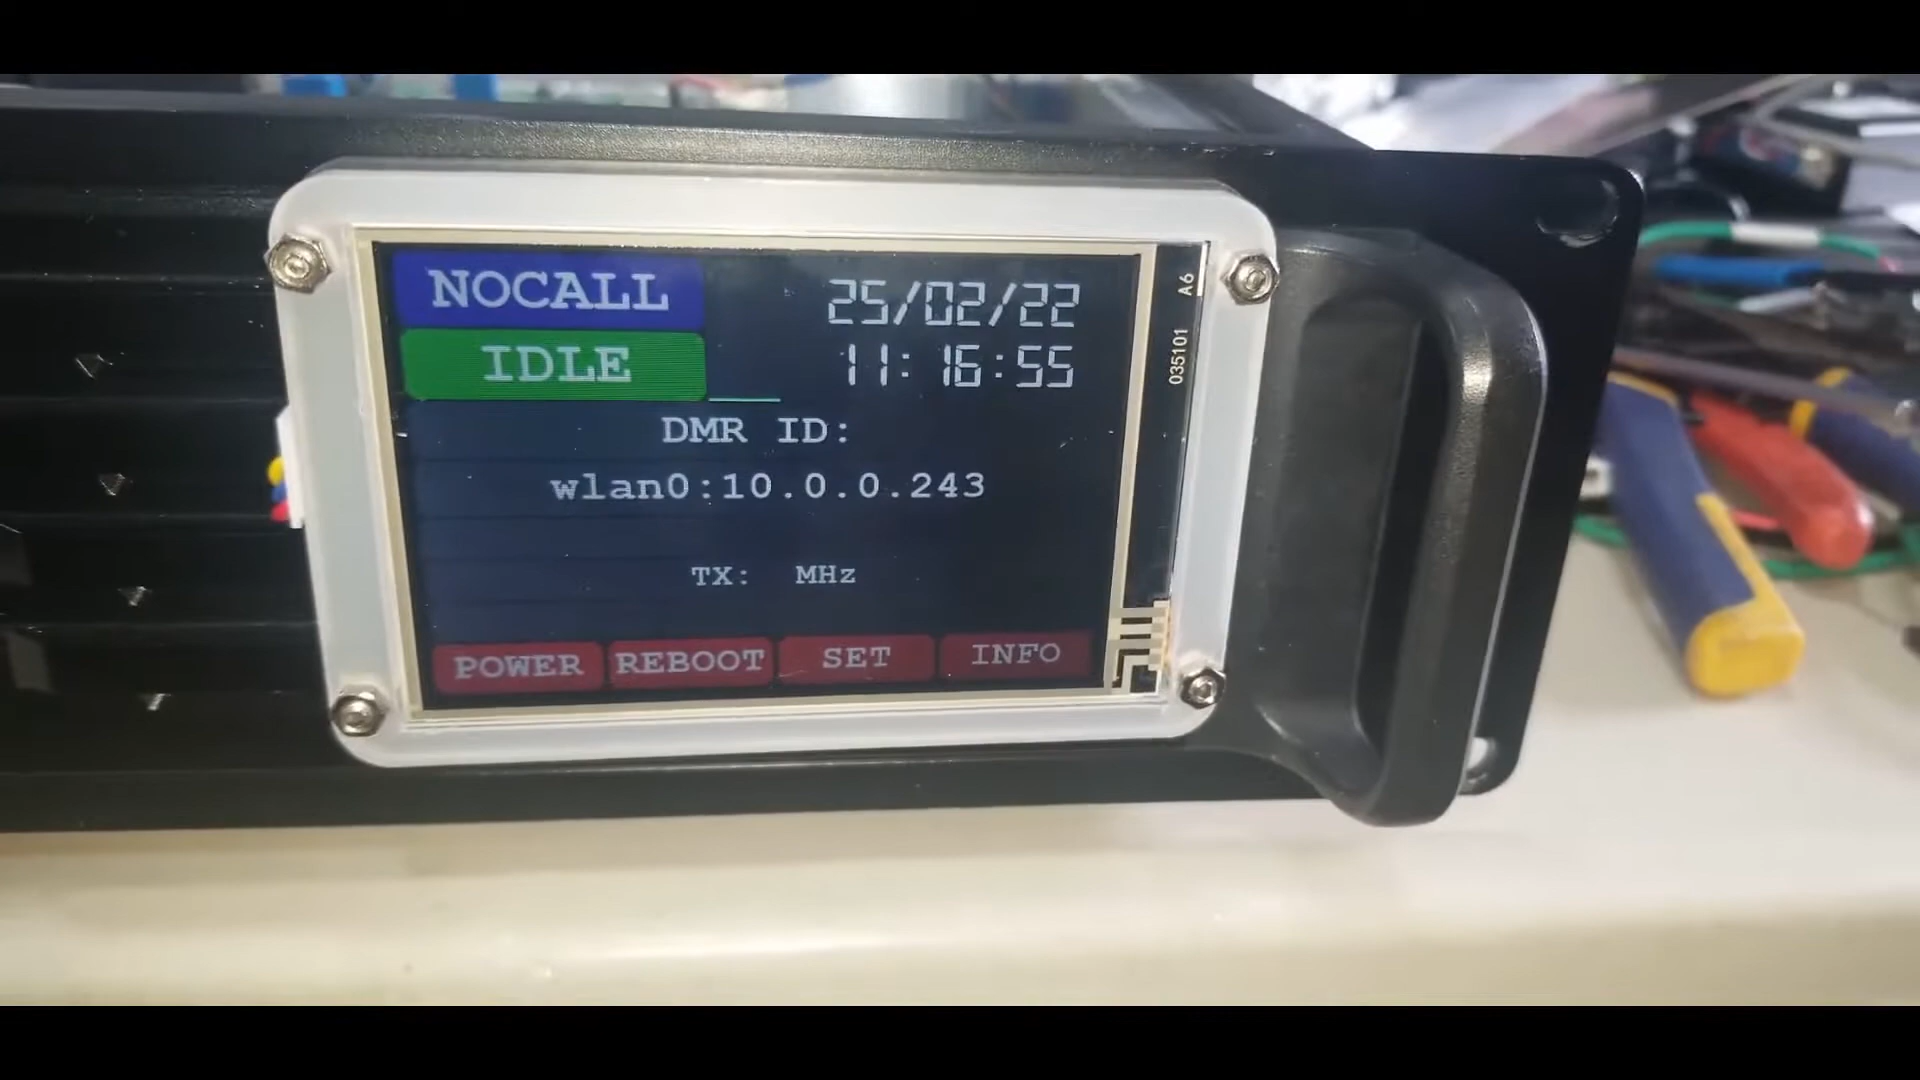 NOCALL
25/02/22
IDLE
11:16:55
DMR ID:
wlan0:10.0.0.243
TX: MHz
POWER REBOOT SET INFO
035101 A6